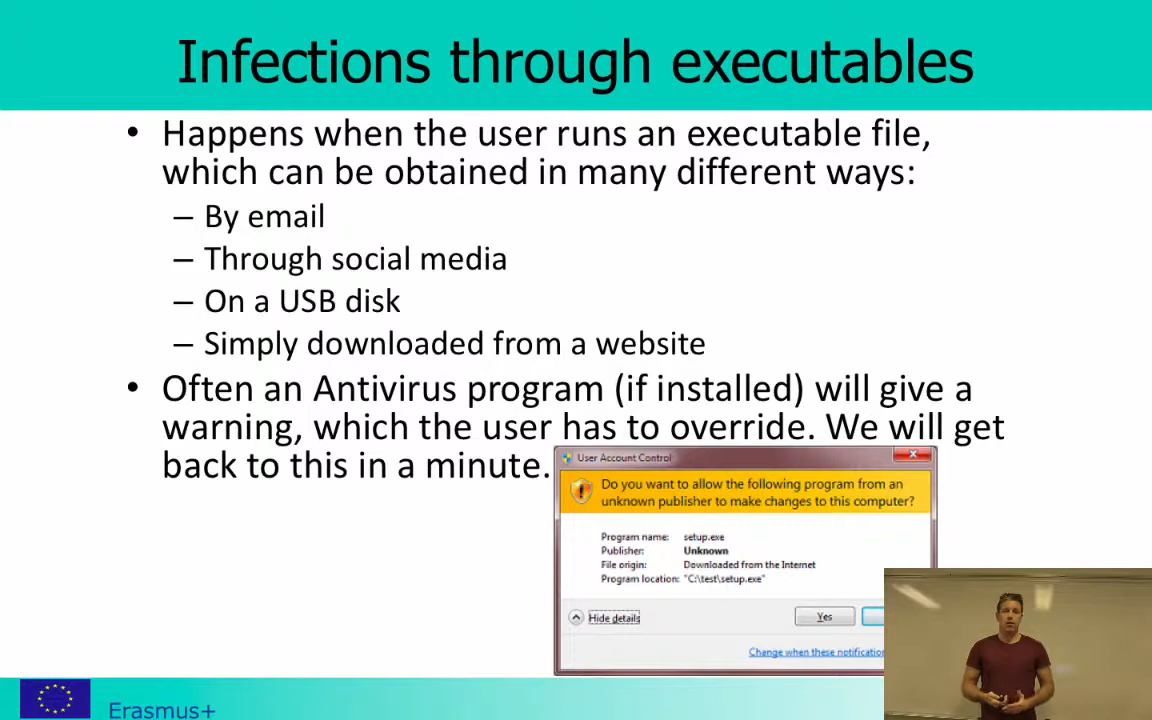 Infections through executables
• Happens when the user runs an executable file,
which can be obtained in many different ways:
– By email
– Through social media
– On a USB disk
– Simply downloaded from a website
• Often an Antivirus program (if installed) will give a
warning, which the user has to override. We will get
back to this in a minute.
User Account Control
Do you want to allow the following program from an
unknown publisher to make changes to this computer?
Program name: setup.exe
Publisher: Unknown
File origin: Downloaded from the Internet
Program location: "C:\test\setup.exe"
Hide details
Yes
Change when these notification
Erasmus+